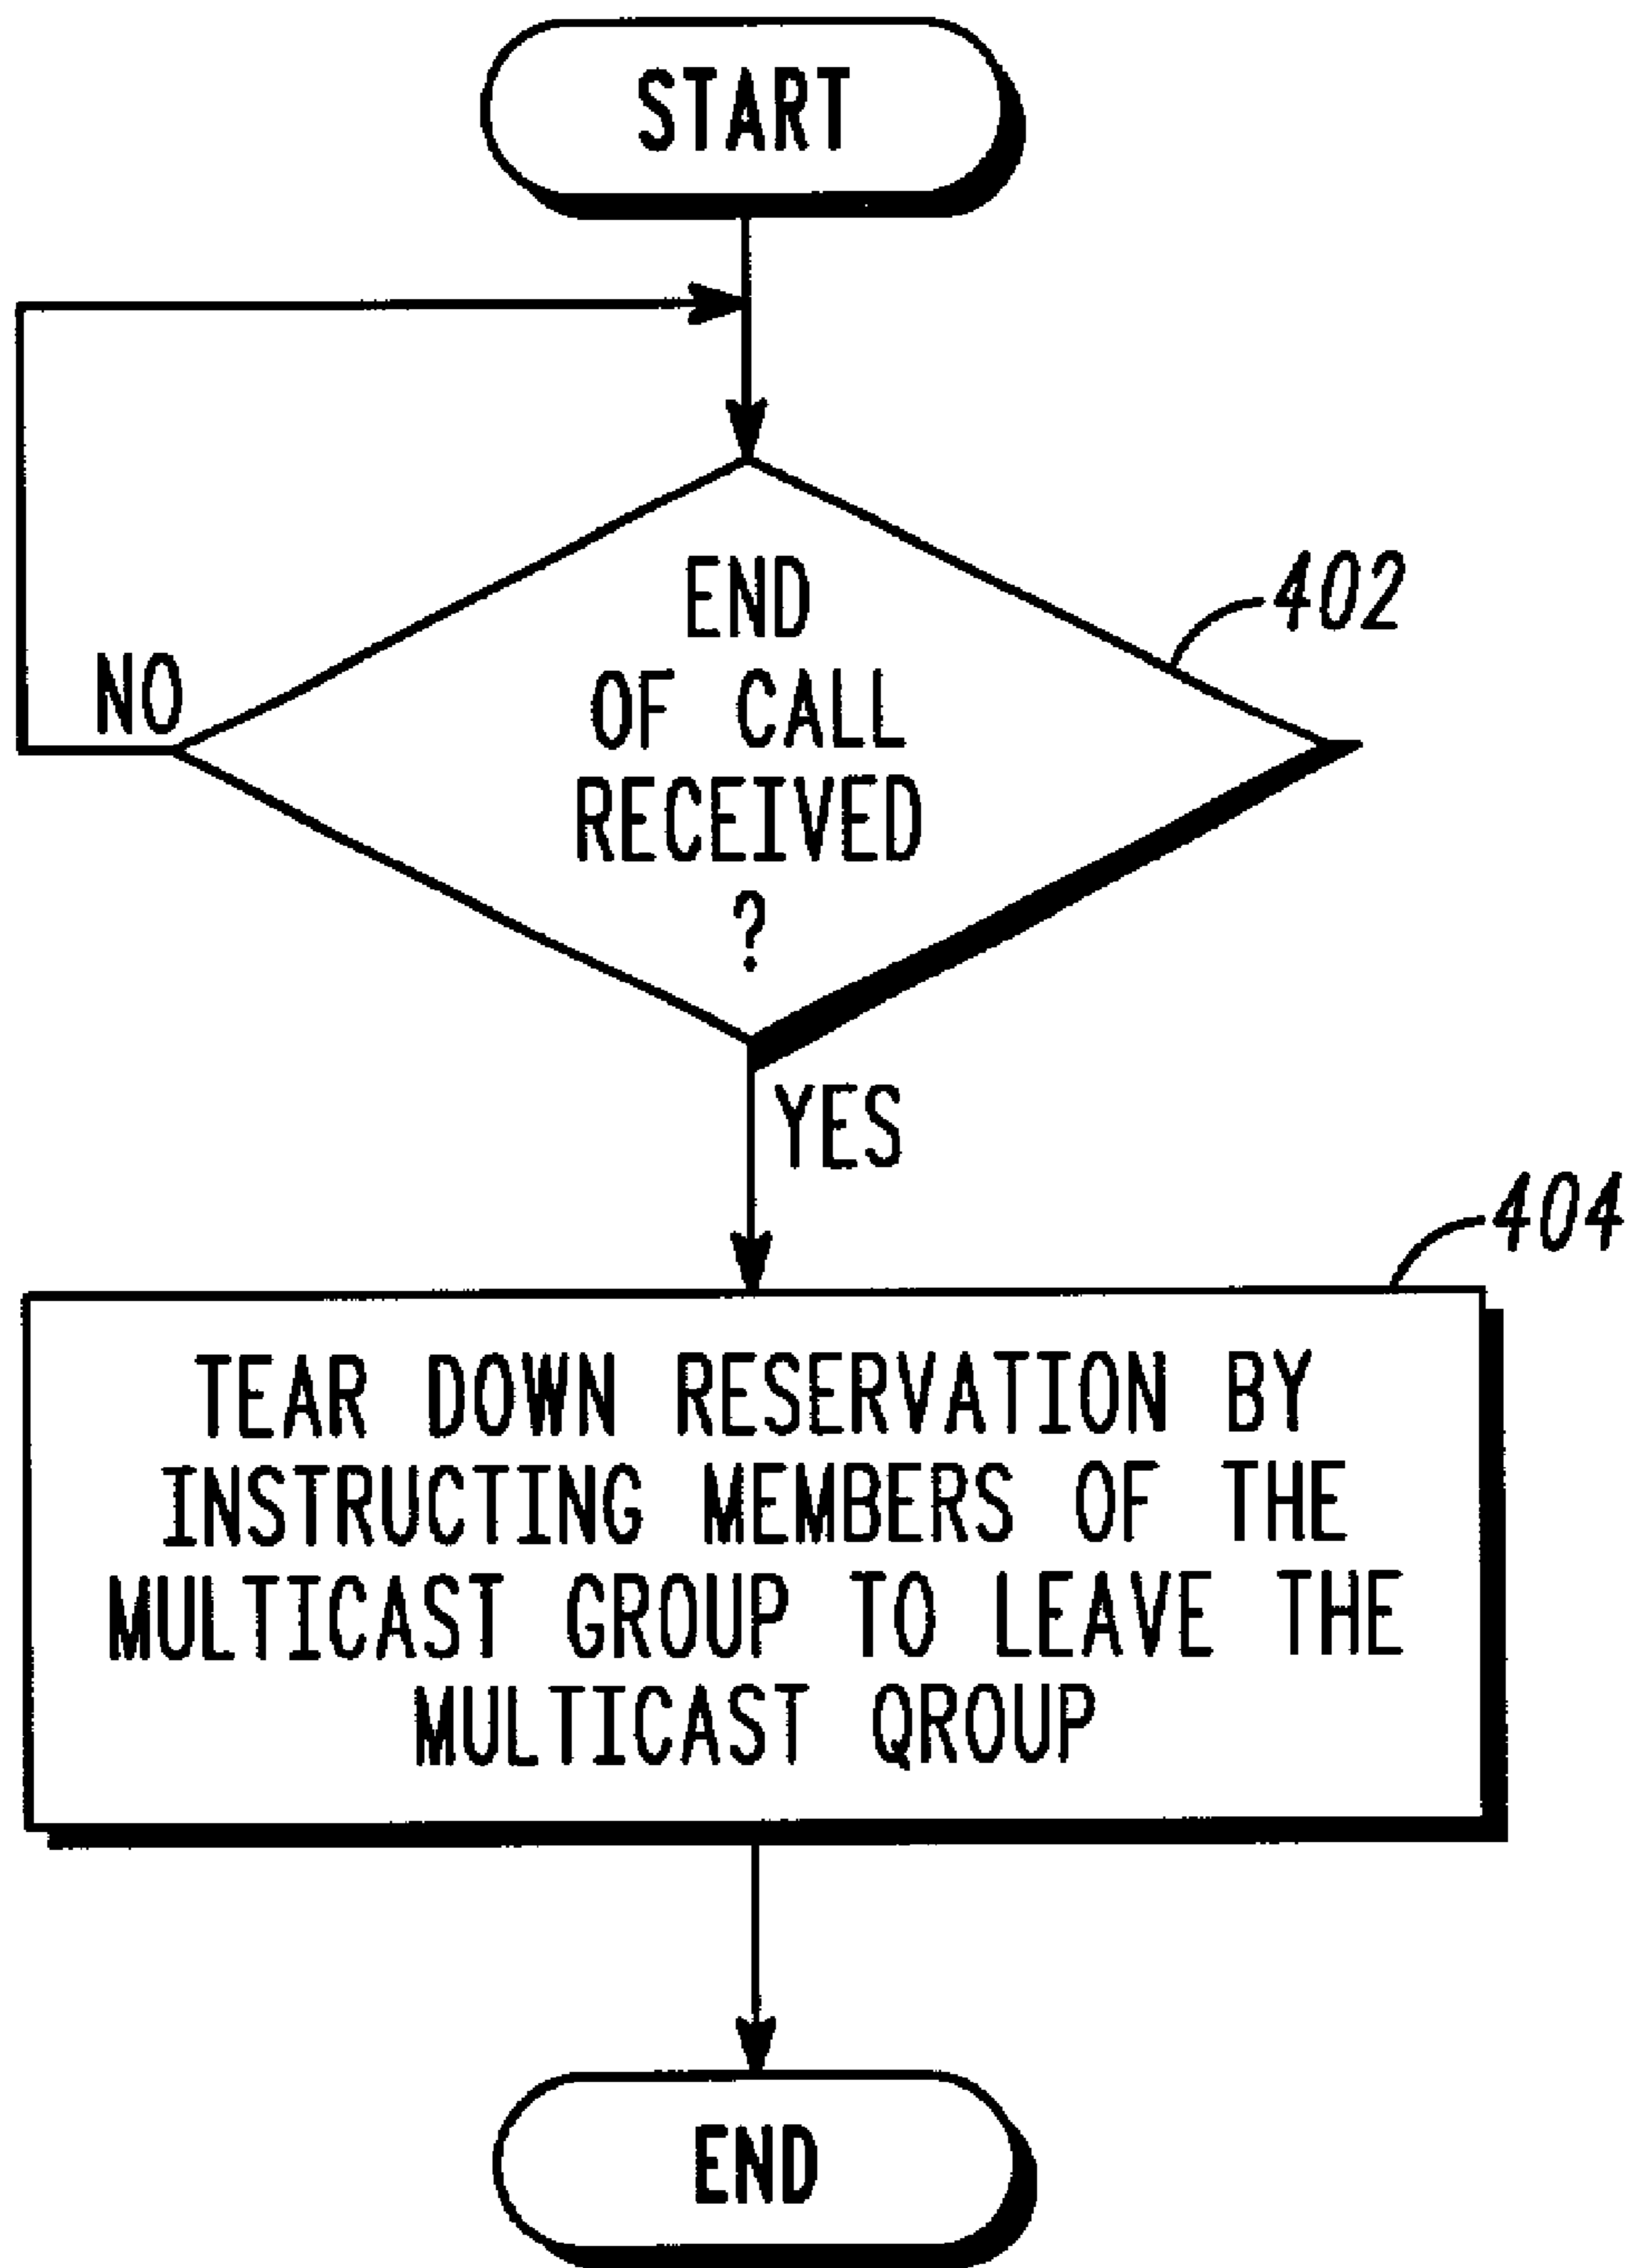 START
END
OF CALL
RECEIVED
?
402
NO
YES
404
TEAR DOWN RESERVATION BY
INSTRUCTING MEMBERS OF THE
MULTICAST GROUP TO LEAVE THE
MULTICAST QROUP
END